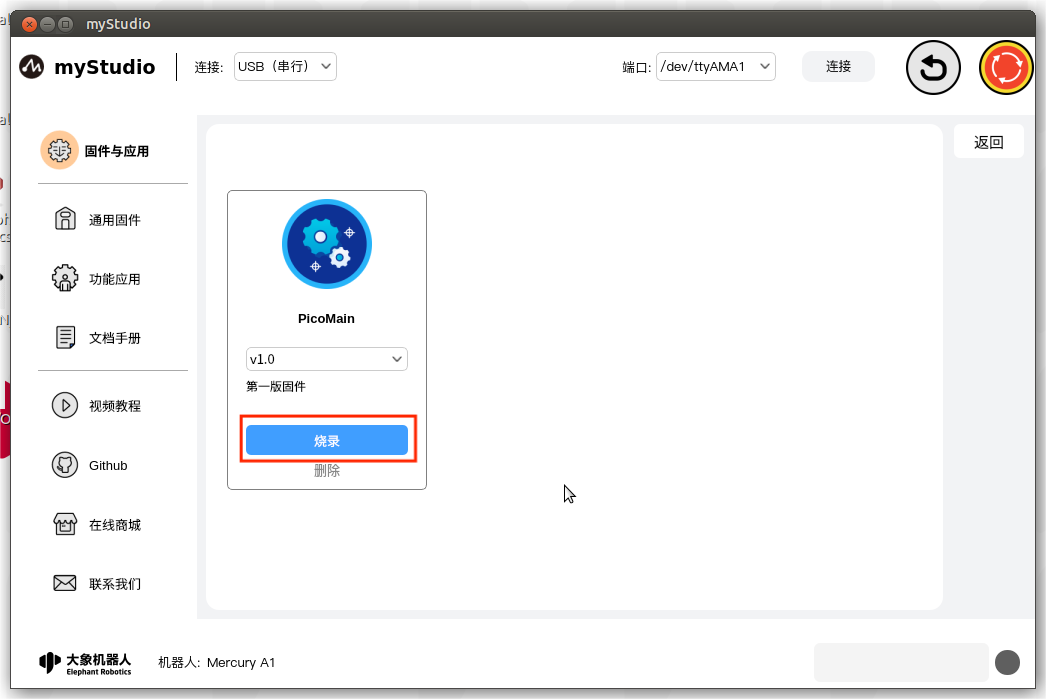 myStudio
myStudio
连接: USB（串行） 端口: /dev/ttyAMA1 连接
固件与应用
返回
通用固件
功能应用
文档手册
视频教程
Github
在线商城
联系我们
PicoMain
v1.0
第一版固件
烧录
删除
大象机器人
Elephant Robotics
机器人: Mercury A1